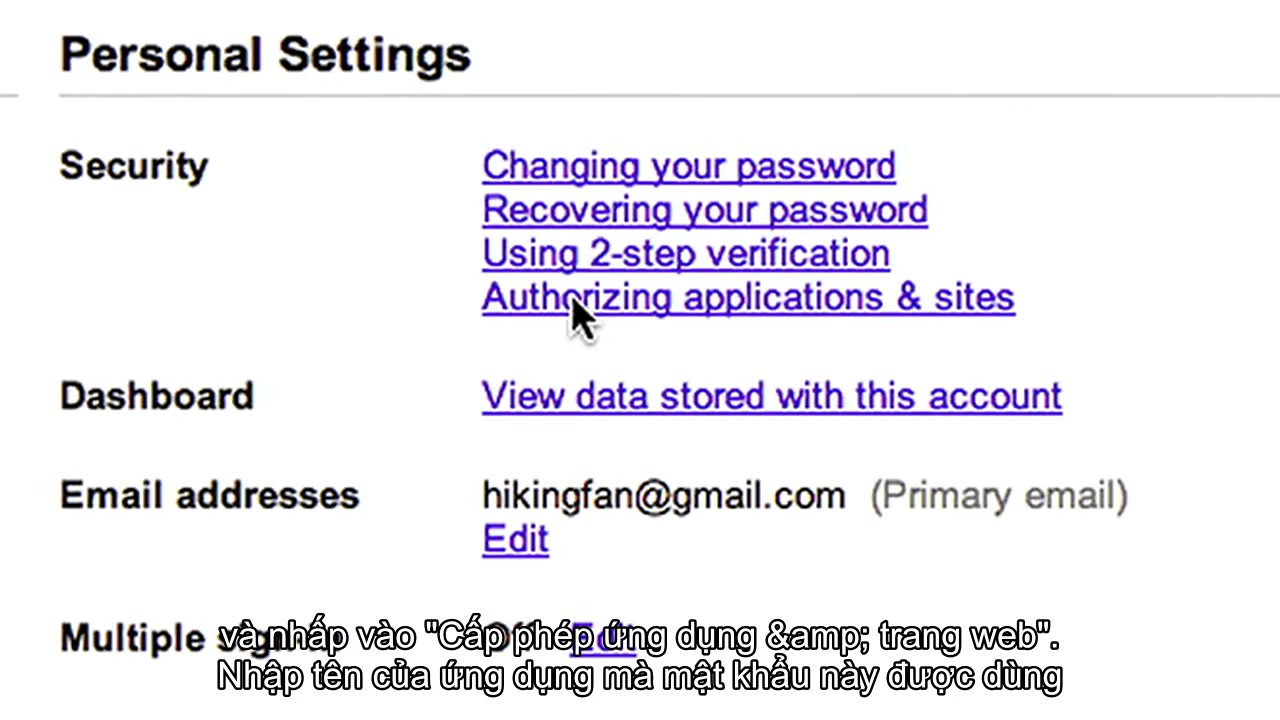 Personal Settings
Security
Changing your password
Recovering your password
Using 2-step verification
Authorizing applications & sites
Dashboard
View data stored with this account
Email addresses
hikingfan@gmail.com (Primary email)
Edit
Multiple Off Edit
và nhấp vào "Cấp phép ứng dụng &amp; trang web".
Nhập tên của ứng dụng mà mật khẩu này được dùng